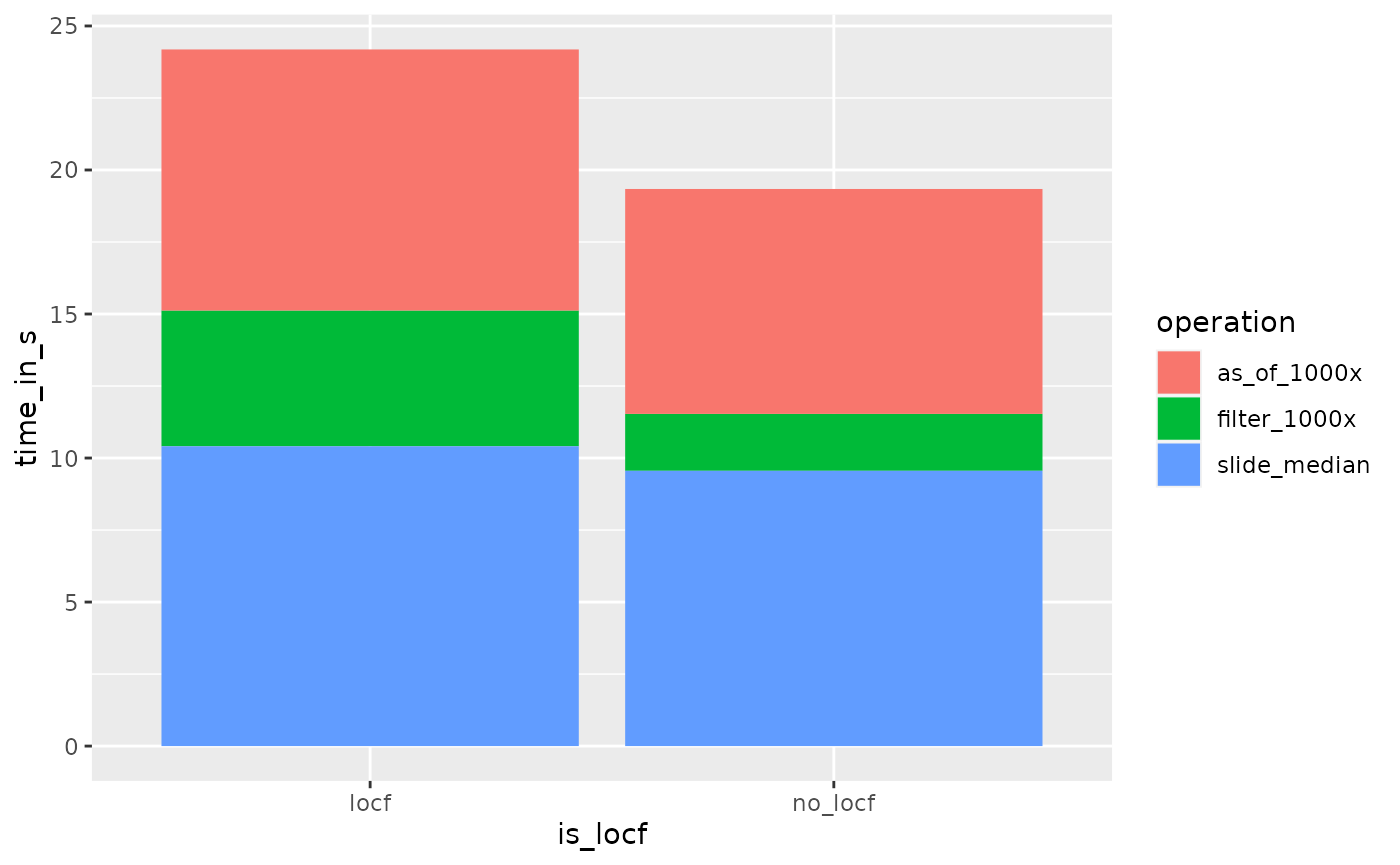 25
20
15
10
5
0
time_in_s
locf
no_locf
is_locf
operation
as_of_1000x
filter_1000x
slide_median